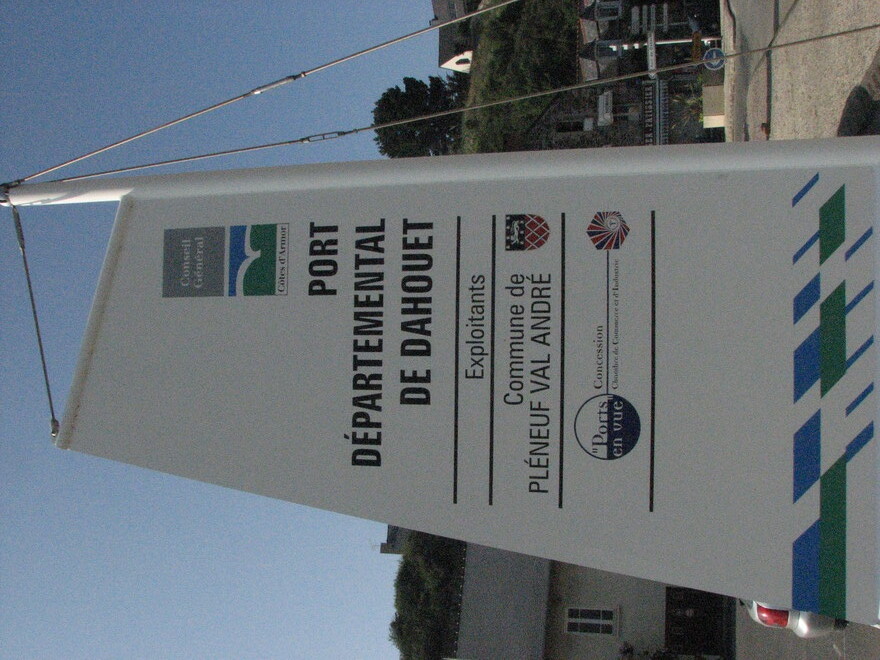 Conseil
Général
Côtes d'Armor
PORT
DÉPARTEMENTAL
DE DAHOUET
Exploitants
Commune de
PLÉNEUF VAL ANDRÉ
"Ports
en vue"
Concession
Chambre de Commerce et d'Industrie